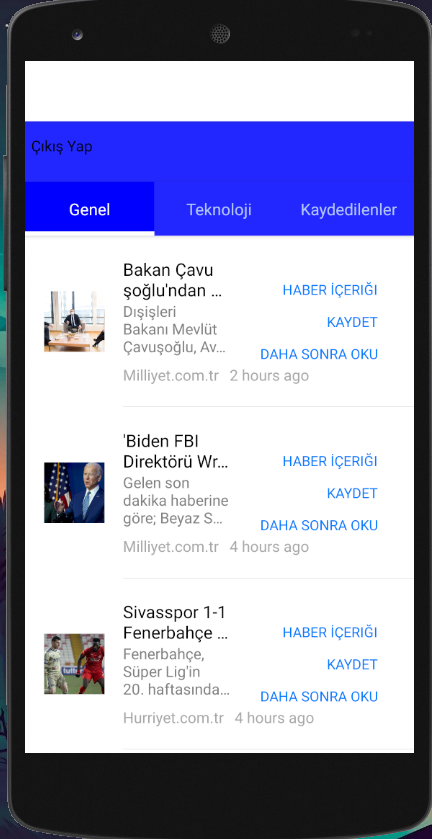 Çıkış Yap
Genel
Teknoloji
Kaydedilenler
Bakan Çavu
şoğlu'ndan ...
Dışişleri
Bakanı Mevlüt
Çavuşoğlu, Av...
Milliyet.com.tr 2 hours ago
HABER İÇERİĞİ
KAYDET
DAHA SONRA OKU
'Biden FBI
Direktörü Wr...
Gelen son
dakika haberine
göre; Beyaz S...
Milliyet.com.tr 4 hours ago
HABER İÇERİĞİ
KAYDET
DAHA SONRA OKU
Sivasspor 1-1
Fenerbahçe ...
Fenerbahçe,
Süper Lig'in
20. haftasında...
Hurriyet.com.tr 4 hours ago
HABER İÇERİĞİ
KAYDET
DAHA SONRA OKU